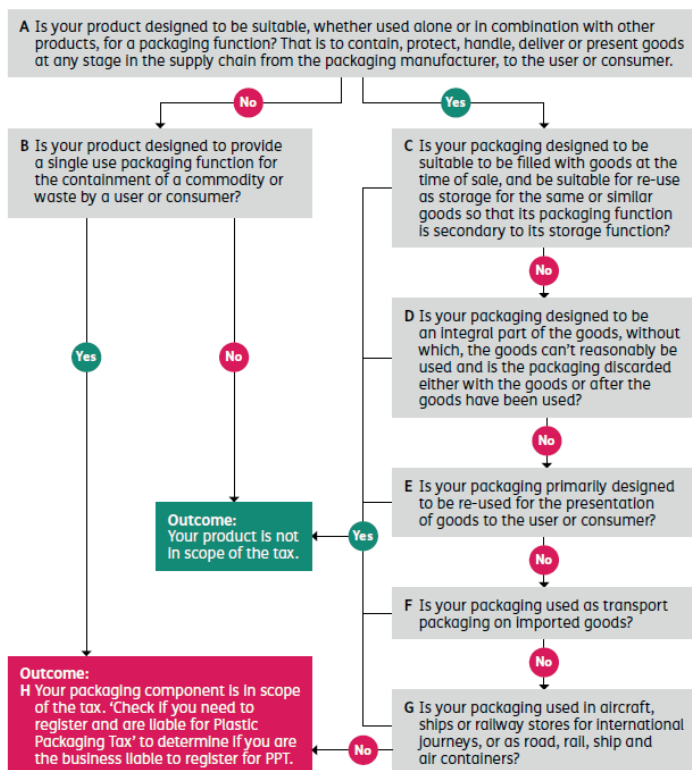 A Is your product designed to be suitable, whether used alone or in combination with other
products, for a packaging function? That is to contain, protect, handle, deliver or present goods
at any stage in the supply chain from the packaging manufacturer, to the user or consumer.
No
Yes
B Is your product designed to provide
a single use packaging function for
the containment of a commodity or
waste by a user or consumer?
C Is your packaging designed to be
suitable to be filled with goods at the
time of sale, and be suitable for re-use
as storage for the same or similar
goods so that its packaging function
is secondary to its storage function?
No
D Is your packaging designed to be
an integral part of the goods, without
which, the goods can't reasonably be
used and is the packaging discarded
either with the goods or after the
goods have been used?
Yes
No
No
E Is your packaging primarily designed
to be re-used for the presentation
of goods to the user or consumer?
Outcome:
Your product is not
in scope of the tax.
Yes
No
F Is your packaging used as transport
packaging on imported goods?
No
Outcome:
H Your packaging component is in scope
of the tax. 'Check if you need to
register and are liable for Plastic
Packaging Tax' to determine if you are
the business liable to register for PPT.
No
G Is your packaging used in aircraft,
ships or railway stores for international
journeys, or as road, rail, ship and
air containers?